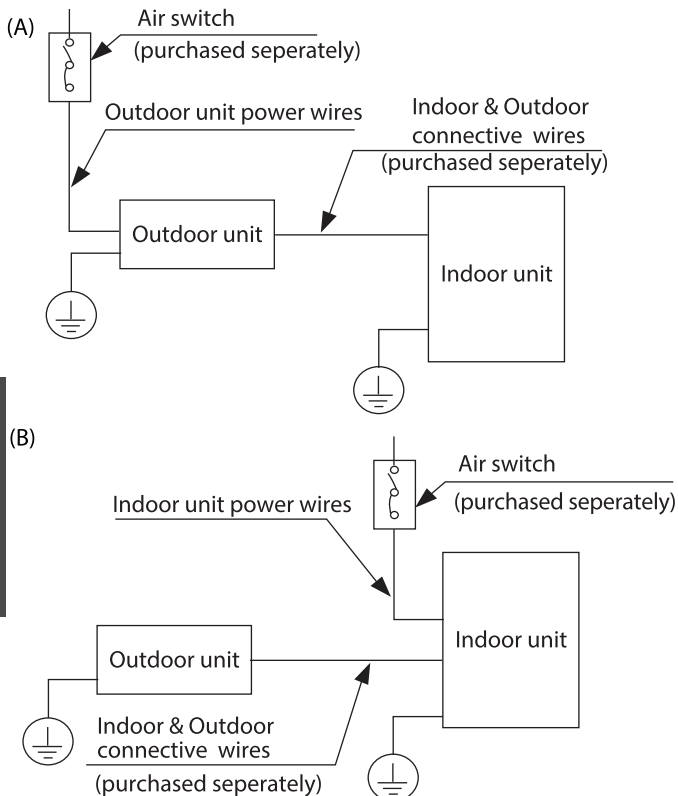 (A)
Air switch
(purchased seperately)
Outdoor unit power wires
Indoor & Outdoor
connective wires
(purchased seperately)
Outdoor unit
Indoor unit
(B)
Air switch
(purchased seperately)
Indoor unit power wires
Indoor unit
Outdoor unit
Indoor & Outdoor
connective wires
(purchased seperately)